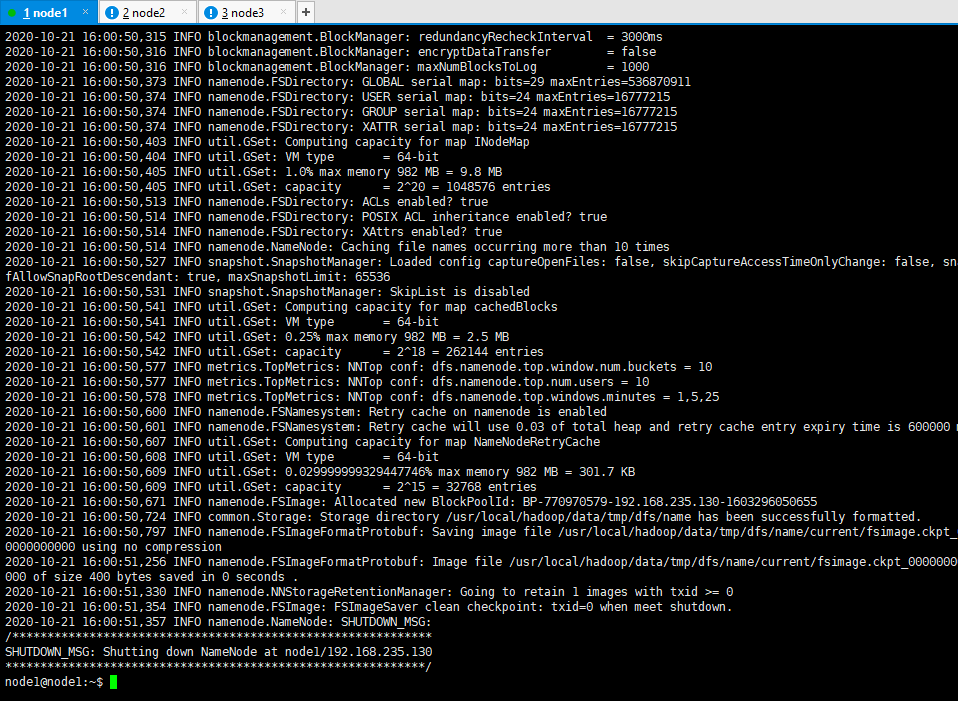 1 node1 × 2 node2 × 3 node3 × +
2020-10-21 16:00:50,315 INFO blockmanagement.BlockManager: redundancyRecheckInterval  = 3000ms
2020-10-21 16:00:50,316 INFO blockmanagement.BlockManager: encryptDataTransfer        = false
2020-10-21 16:00:50,316 INFO blockmanagement.BlockManager: maxNumBlocksToLog          = 1000
2020-10-21 16:00:50,373 INFO namenode.FSDirectory: GLOBAL serial map: bits=29 maxEntries=536870911
2020-10-21 16:00:50,374 INFO namenode.FSDirectory: USER serial map: bits=24 maxEntries=16777215
2020-10-21 16:00:50,374 INFO namenode.FSDirectory: GROUP serial map: bits=24 maxEntries=16777215
2020-10-21 16:00:50,374 INFO namenode.FSDirectory: XATTR serial map: bits=24 maxEntries=16777215
2020-10-21 16:00:50,403 INFO util.GSet: Computing capacity for map INodeMap
2020-10-21 16:00:50,404 INFO util.GSet: VM type       = 64-bit
2020-10-21 16:00:50,405 INFO util.GSet: 1.0% max memory 982 MB = 9.8 MB
2020-10-21 16:00:50,405 INFO util.GSet: capacity      = 2^20 = 1048576 entries
2020-10-21 16:00:50,513 INFO namenode.FSDirectory: ACLs enabled? true
2020-10-21 16:00:50,514 INFO namenode.FSDirectory: POSIX ACL inheritance enabled? true
2020-10-21 16:00:50,514 INFO namenode.FSDirectory: XAttrs enabled? true
2020-10-21 16:00:50,514 INFO namenode.NameNode: Caching file names occurring more than 10 times
2020-10-21 16:00:50,527 INFO snapshot.SnapshotManager: Loaded config captureOpenFiles: false, skipCaptureAccessTimeOnlyChange: false, sna
fAllowSnapRootDescendant: true, maxSnapshotLimit: 65536
2020-10-21 16:00:50,531 INFO snapshot.SnapshotManager: SkipList is disabled
2020-10-21 16:00:50,541 INFO util.GSet: Computing capacity for map cachedBlocks
2020-10-21 16:00:50,541 INFO util.GSet: VM type       = 64-bit
2020-10-21 16:00:50,542 INFO util.GSet: 0.25% max memory 982 MB = 2.5 MB
2020-10-21 16:00:50,542 INFO util.GSet: capacity      = 2^18 = 262144 entries
2020-10-21 16:00:50,577 INFO metrics.TopMetrics: NNTop conf: dfs.namenode.top.window.num.buckets = 10
2020-10-21 16:00:50,577 INFO metrics.TopMetrics: NNTop conf: dfs.namenode.top.num.users = 10
2020-10-21 16:00:50,578 INFO metrics.TopMetrics: NNTop conf: dfs.namenode.top.windows.minutes = 1,5,25
2020-10-21 16:00:50,600 INFO namenode.FSNamesystem: Retry cache on namenode is enabled
2020-10-21 16:00:50,601 INFO namenode.FSNamesystem: Retry cache will use 0.03 of total heap and retry cache entry expiry time is 600000 m
2020-10-21 16:00:50,607 INFO util.GSet: Computing capacity for map NameNodeRetryCache
2020-10-21 16:00:50,608 INFO util.GSet: VM type       = 64-bit
2020-10-21 16:00:50,609 INFO util.GSet: 0.029999999329447746% max memory 982 MB = 301.7 KB
2020-10-21 16:00:50,609 INFO util.GSet: capacity      = 2^15 = 32768 entries
2020-10-21 16:00:50,671 INFO namenode.FSImage: Allocated new BlockPoolId: BP-770970579-192.168.235.130-1603296050655
2020-10-21 16:00:50,724 INFO common.Storage: Storage directory /usr/local/hadoop/data/tmp/dfs/name has been successfully formatted.
2020-10-21 16:00:50,797 INFO namenode.FSImageFormatProtobuf: Saving image file /usr/local/hadoop/data/tmp/dfs/name/current/fsimage.ckpt_0
0000000000 using no compression
2020-10-21 16:00:51,256 INFO namenode.FSImageFormatProtobuf: Image file /usr/local/hadoop/data/tmp/dfs/name/current/fsimage.ckpt_0000000
000 of size 400 bytes saved in 0 seconds .
2020-10-21 16:00:51,330 INFO namenode.NNStorageRetentionManager: Going to retain 1 images with txid >= 0
2020-10-21 16:00:51,354 INFO namenode.FSImage: FSImageSaver clean checkpoint: txid=0 when meet shutdown.
2020-10-21 16:00:51,357 INFO namenode.NameNode: SHUTDOWN_MSG:
/************************************************************
SHUTDOWN_MSG: Shutting down NameNode at node1/192.168.235.130
************************************************************/
node1@node1:~$